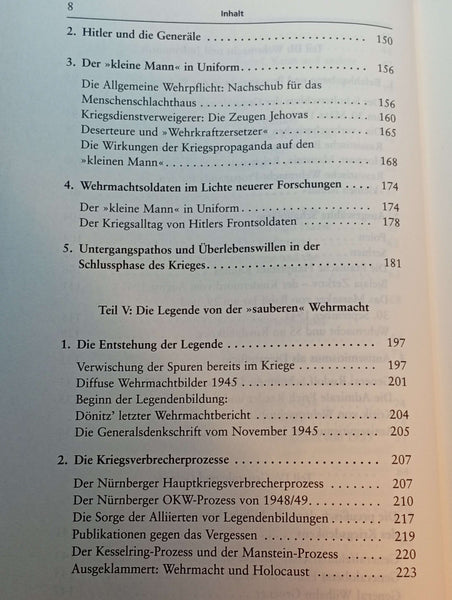 8
Inhalt
2. Hitler und die Generäle . . . . . . . . . . . . . . . . . . . . . . 150
3. Der »kleine Mann« in Uniform . . . . . . . . . . . . . . . . 156
Die Allgemeine Wehrpflicht: Nachschub für das
Menschenschlachthaus . . . . . . . . . . . . . . . . . . . . . . 156
Kriegsdienstverweigerer: Die Zeugen Jehovas . . . . . . 160
Deserteure und »Wehrkraftzersetzer« . . . . . . . . . . . . 165
Die Wirkungen der Kriegspropaganda auf den
»kleinen Mann« . . . . . . . . . . . . . . . . . . . . . . . . . . 168
4. Wehrmachtsoldaten im Lichte neuerer Forschungen . . . . 174
Der »kleine Mann« in Uniform . . . . . . . . . . . . . . . . 174
Der Kriegsalltag von Hitlers Frontsoldaten . . . . . . . . 178
5. Untergangspathos und Überlebenswillen in der
Schlussphase des Krieges . . . . . . . . . . . . . . . . . . . . . . 181
Teil V: Die Legende von der »sauberen« Wehrmacht
1. Die Entstehung der Legende . . . . . . . . . . . . . . . . . . 197
Verwischung der Spuren bereits im Kriege . . . . . . . . 197
Diffuse Wehrmachtbilder 1945 . . . . . . . . . . . . . . . . 201
Beginn der Legendenbildung:
Dönitz’ letzter Wehrmachtbericht . . . . . . . . . . . . . . 204
Die Generalsdenkschrift vom November 1945 . . . . . . 205
2. Die Kriegsverbrecherprozesse . . . . . . . . . . . . . . . . . . 207
Der Nürnberger Hauptkriegsverbrecherprozess . . . . . 207
Der Nürnberger OKW-Prozess von 1948/49 . . . . . . . . 210
Die Sorge der Alliierten vor Legendenbildungen . . . . . 217
Publikationen gegen das Vergessen . . . . . . . . . . . . . . 219
Der Kesselring-Prozess und der Manstein-Prozess . . . . 220
Ausgeklammert: Wehrmacht und Holocaust . . . . . . . . 223